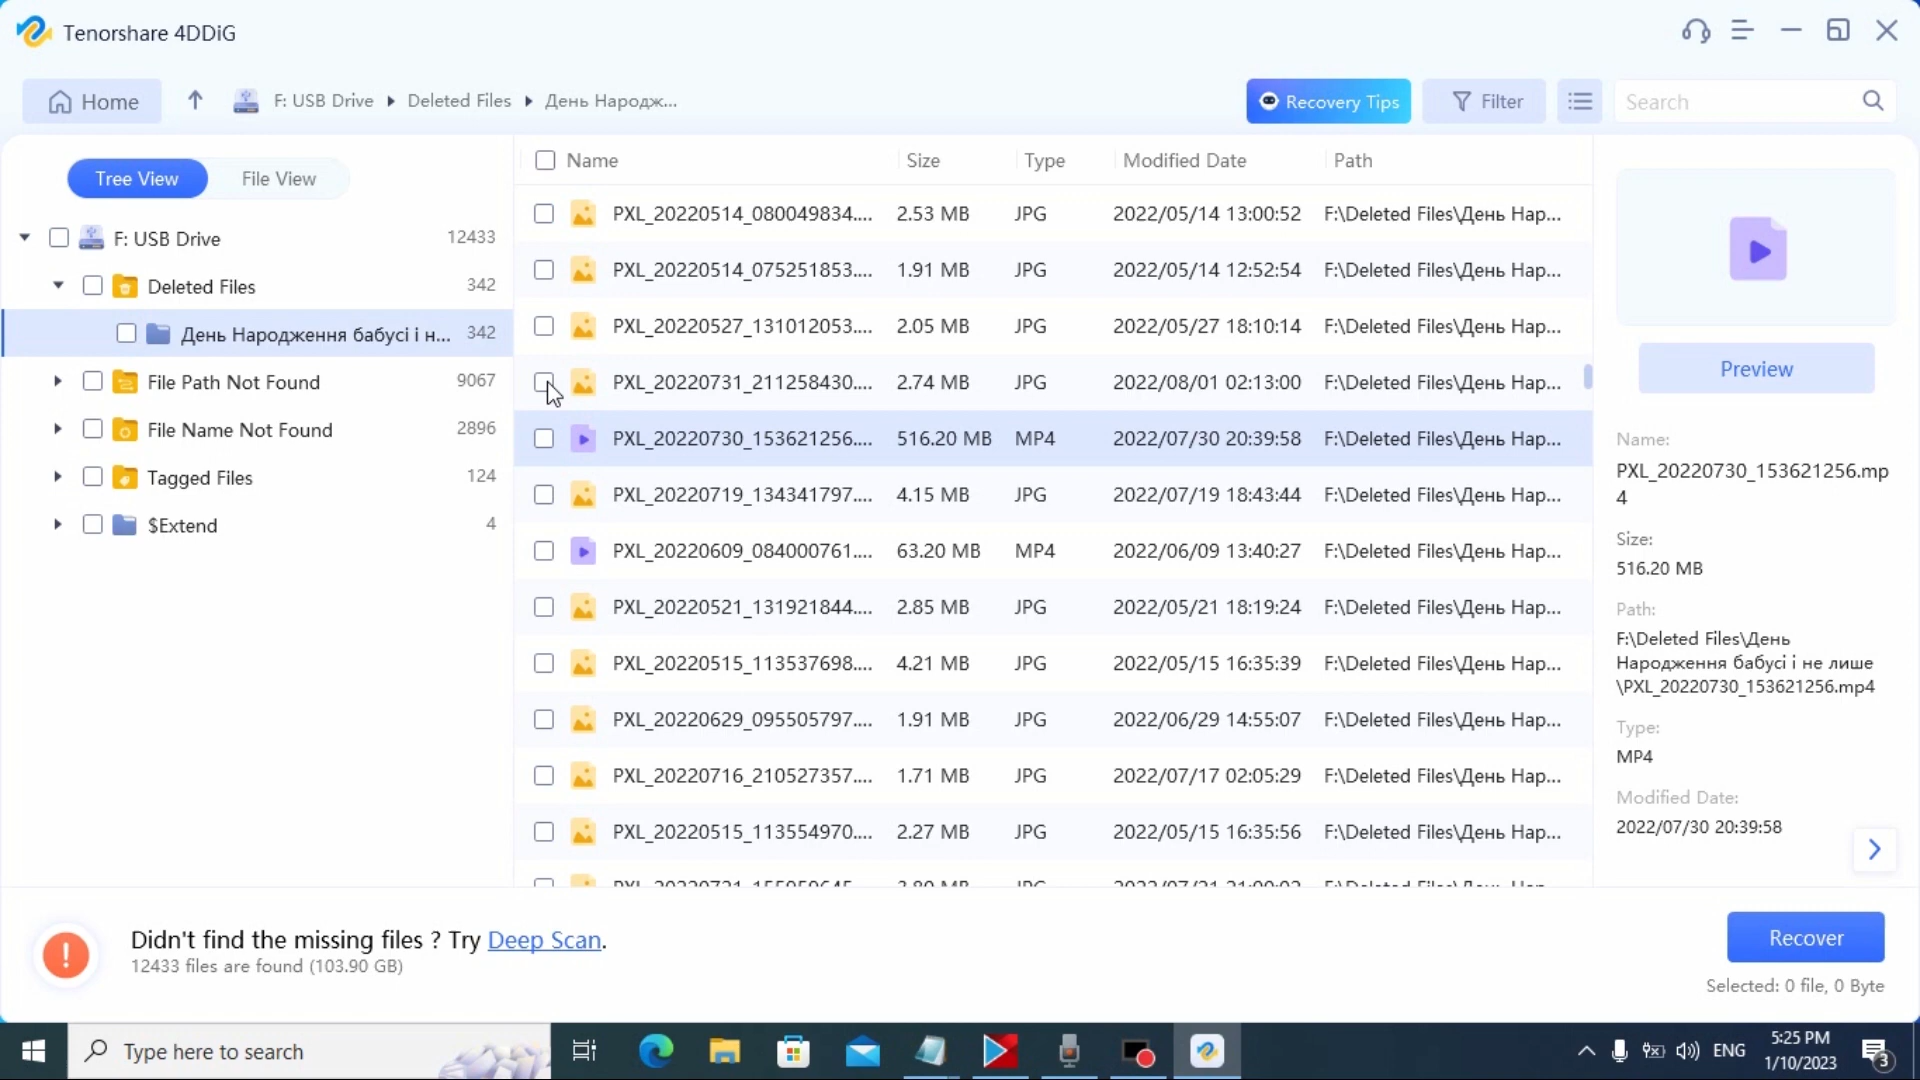 Tenorshare 4DDiG
Home
F: USB Drive
Deleted Files
День Народж...
Recovery Tips
Filter
Search
Tree View
File View
F: USB Drive 12433
Deleted Files 342
День Народження бабусі і н... 342
File Path Not Found 9067
File Name Not Found 2896
Tagged Files 124
$Extend 4
Name Size Type Modified Date Path
PXL_20220514_080049834.... 2.53 MB JPG 2022/05/14 13:00:52 F:\Deleted Files\День Нар...
PXL_20220514_075251853.... 1.91 MB JPG 2022/05/14 12:52:54 F:\Deleted Files\День Нар...
PXL_20220527_131012053.... 2.05 MB JPG 2022/05/27 18:10:14 F:\Deleted Files\День Нар...
PXL_20220731_211258430.... 2.74 MB JPG 2022/08/01 02:13:00 F:\Deleted Files\День Нар...
PXL_20220730_153621256.... 516.20 MB MP4 2022/07/30 20:39:58 F:\Deleted Files\День Нар...
PXL_20220719_134341797.... 4.15 MB JPG 2022/07/19 18:43:44 F:\Deleted Files\День Нар...
PXL_20220609_084000761.... 63.20 MB MP4 2022/06/09 13:40:27 F:\Deleted Files\День Нар...
PXL_20220521_131921844.... 2.85 MB JPG 2022/05/21 18:19:24 F:\Deleted Files\День Нар...
PXL_20220515_113537698.... 4.21 MB JPG 2022/05/15 16:35:39 F:\Deleted Files\День Нар...
PXL_20220629_095505797.... 1.91 MB JPG 2022/06/29 14:55:07 F:\Deleted Files\День Нар...
PXL_20220716_210527357.... 1.71 MB JPG 2022/07/17 02:05:29 F:\Deleted Files\День Нар...
PXL_20220515_113554970.... 2.27 MB JPG 2022/05/15 16:35:56 F:\Deleted Files\День Нар...
Preview
Name:
PXL_20220730_153621256.mp
4
Size:
516.20 MB
Path:
F:\Deleted Files\День
Народження бабусі і не лише
\PXL_20220730_153621256.mp4
Type:
MP4
Modified Date:
2022/07/30 20:39:58
Didn't find the missing files ? Try Deep Scan.
12433 files are found (103.90 GB)
Recover
Selected: 0 file, 0 Byte
Type here to search
ENG
5:25 PM
1/10/2023
3